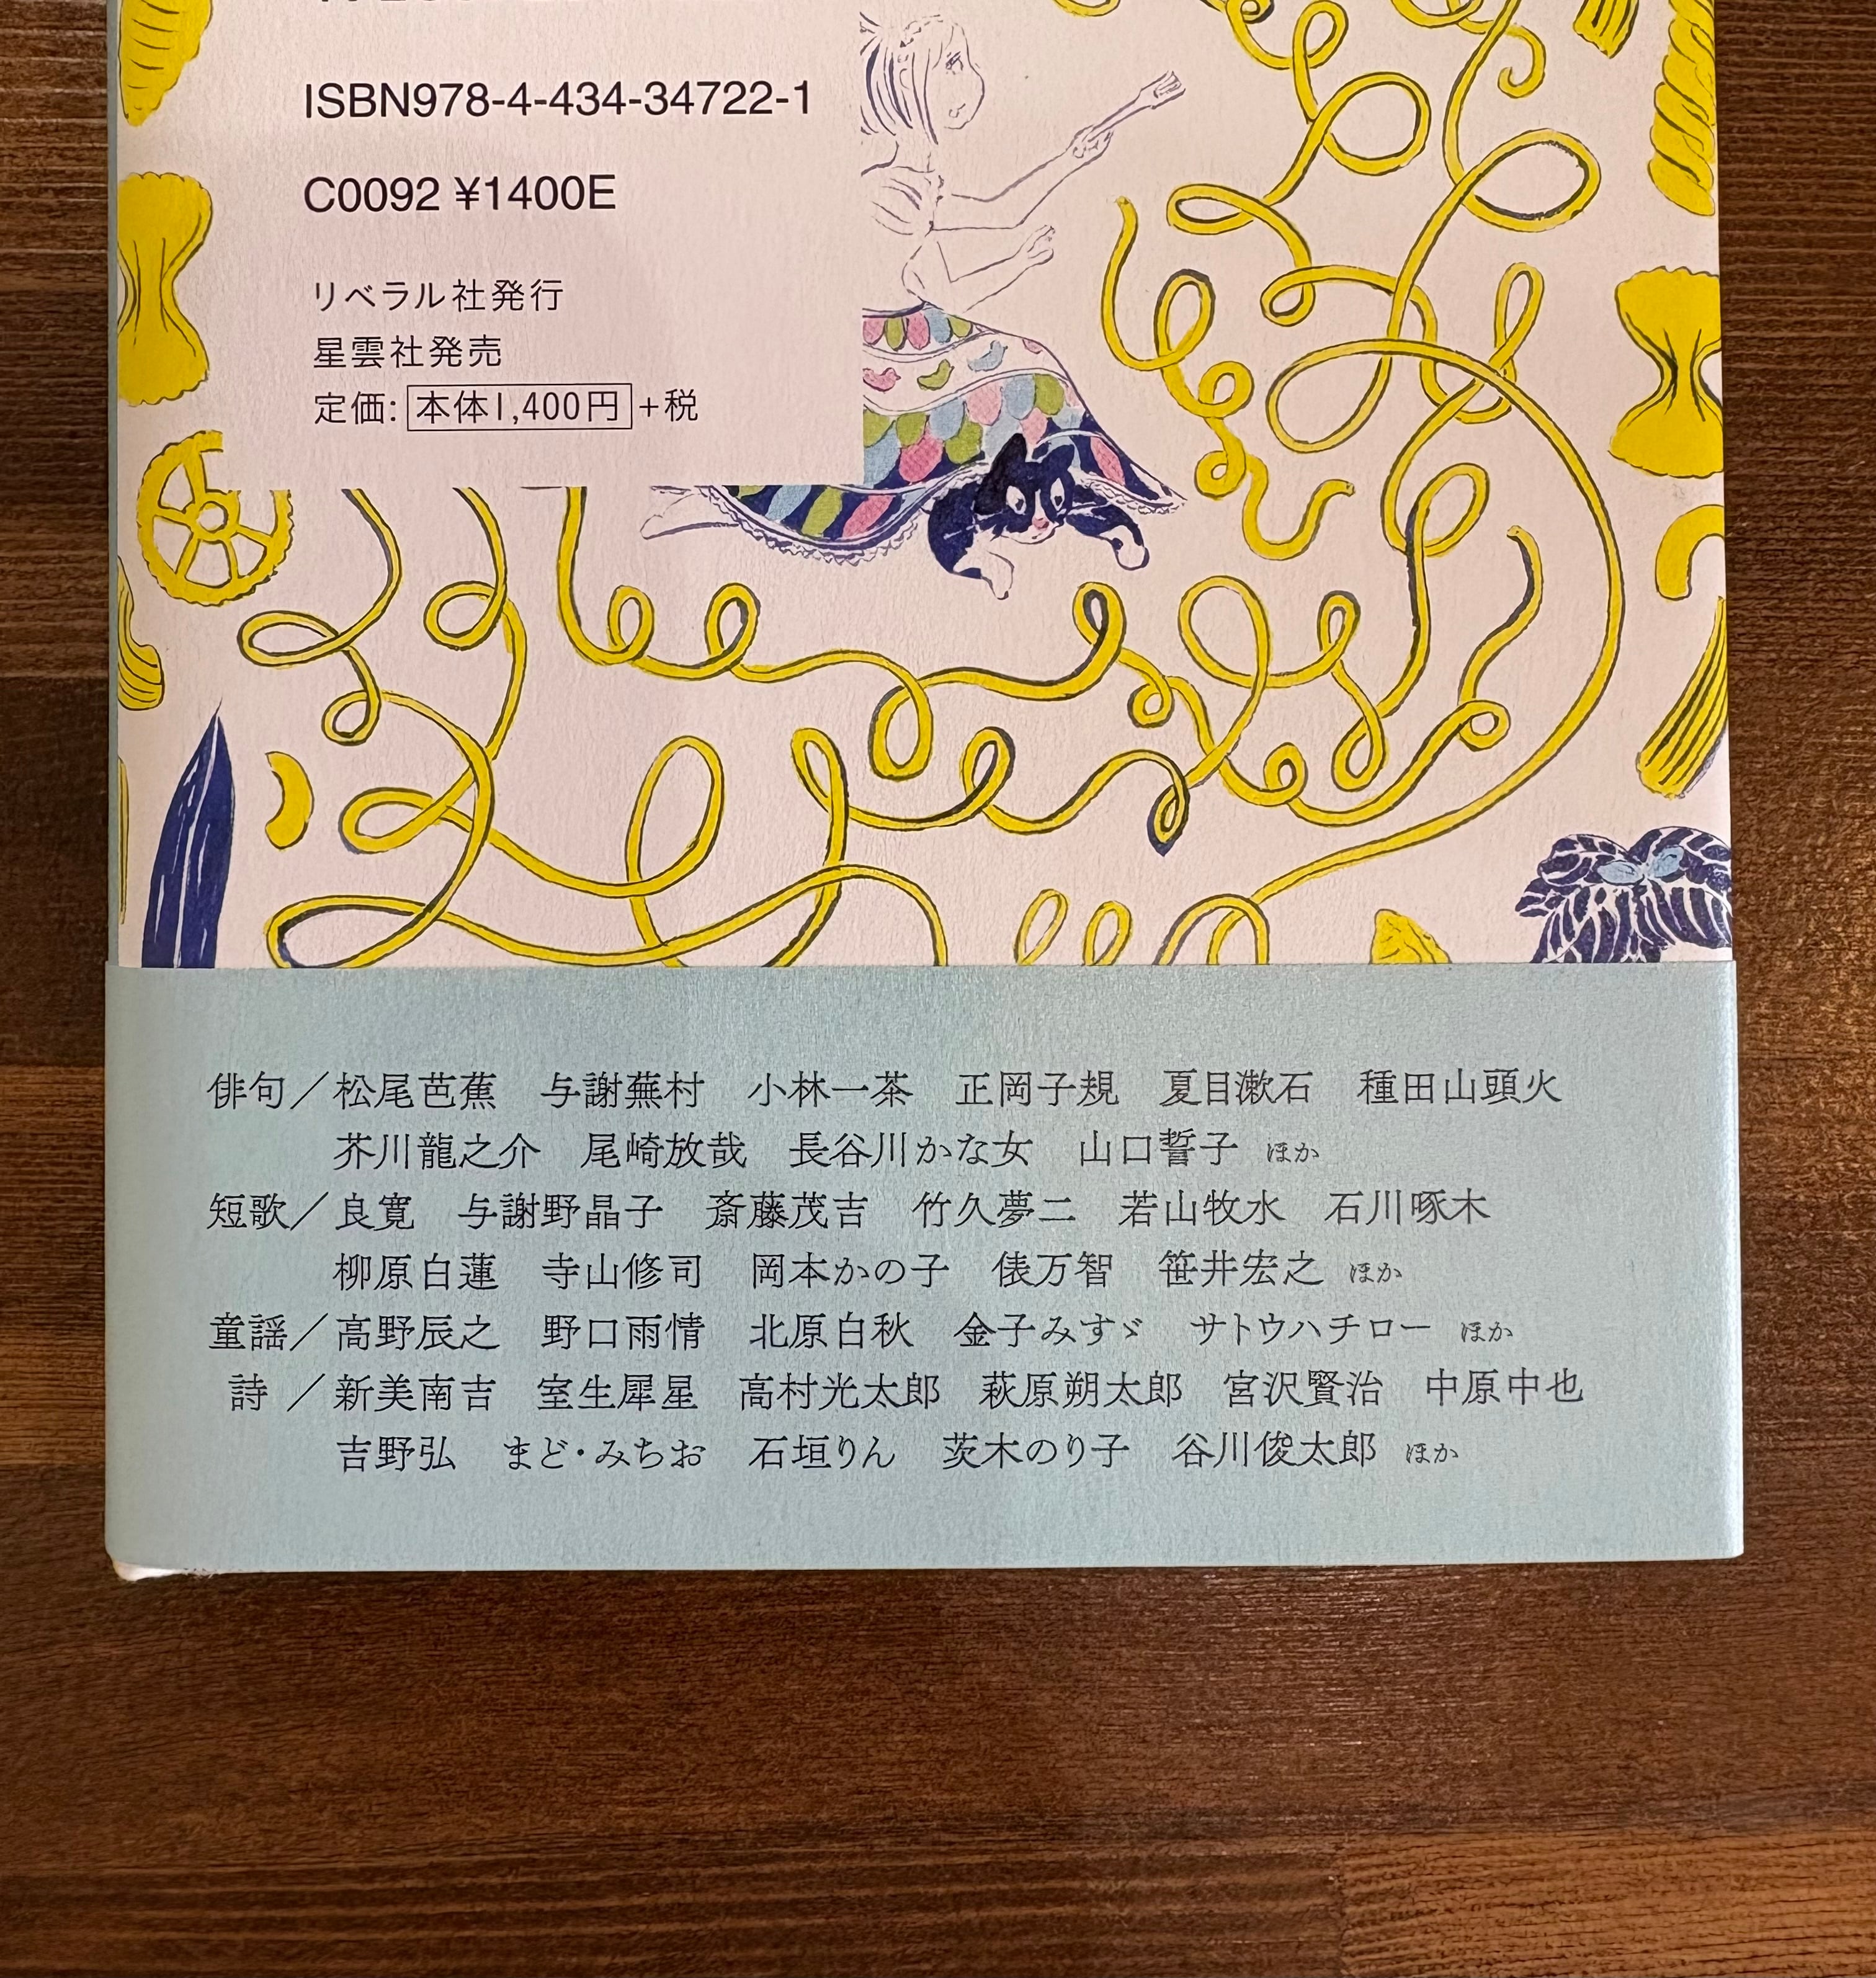 ISBN978-4-434-34722-1
C0092 ¥1400E
リベラル社発行
星雲社発売
定価: 本体1,400円+税
俳句／松尾芭蕉　与謝蕪村　小林一茶　正岡子規　夏目漱石　種田山頭火
芥川龍之介　尾崎放哉　長谷川かな女　山口誓子　ほか
短歌／良寛　与謝野晶子　斎藤茂吉　竹久夢二　若山牧水　石川啄木
柳原白蓮　寺山修司　岡本かの子　俵万智　笹井宏之　ほか
童謡／高野辰之　野口雨情　北原白秋　金子みすゞ　サトウハチロー　ほか
詩／新美南吉　室生犀星　高村光太郎　萩原朔太郎　宮沢賢治　中原中也
吉野弘　まど・みちお　石垣りん　茨木のり子　谷川俊太郎　ほか